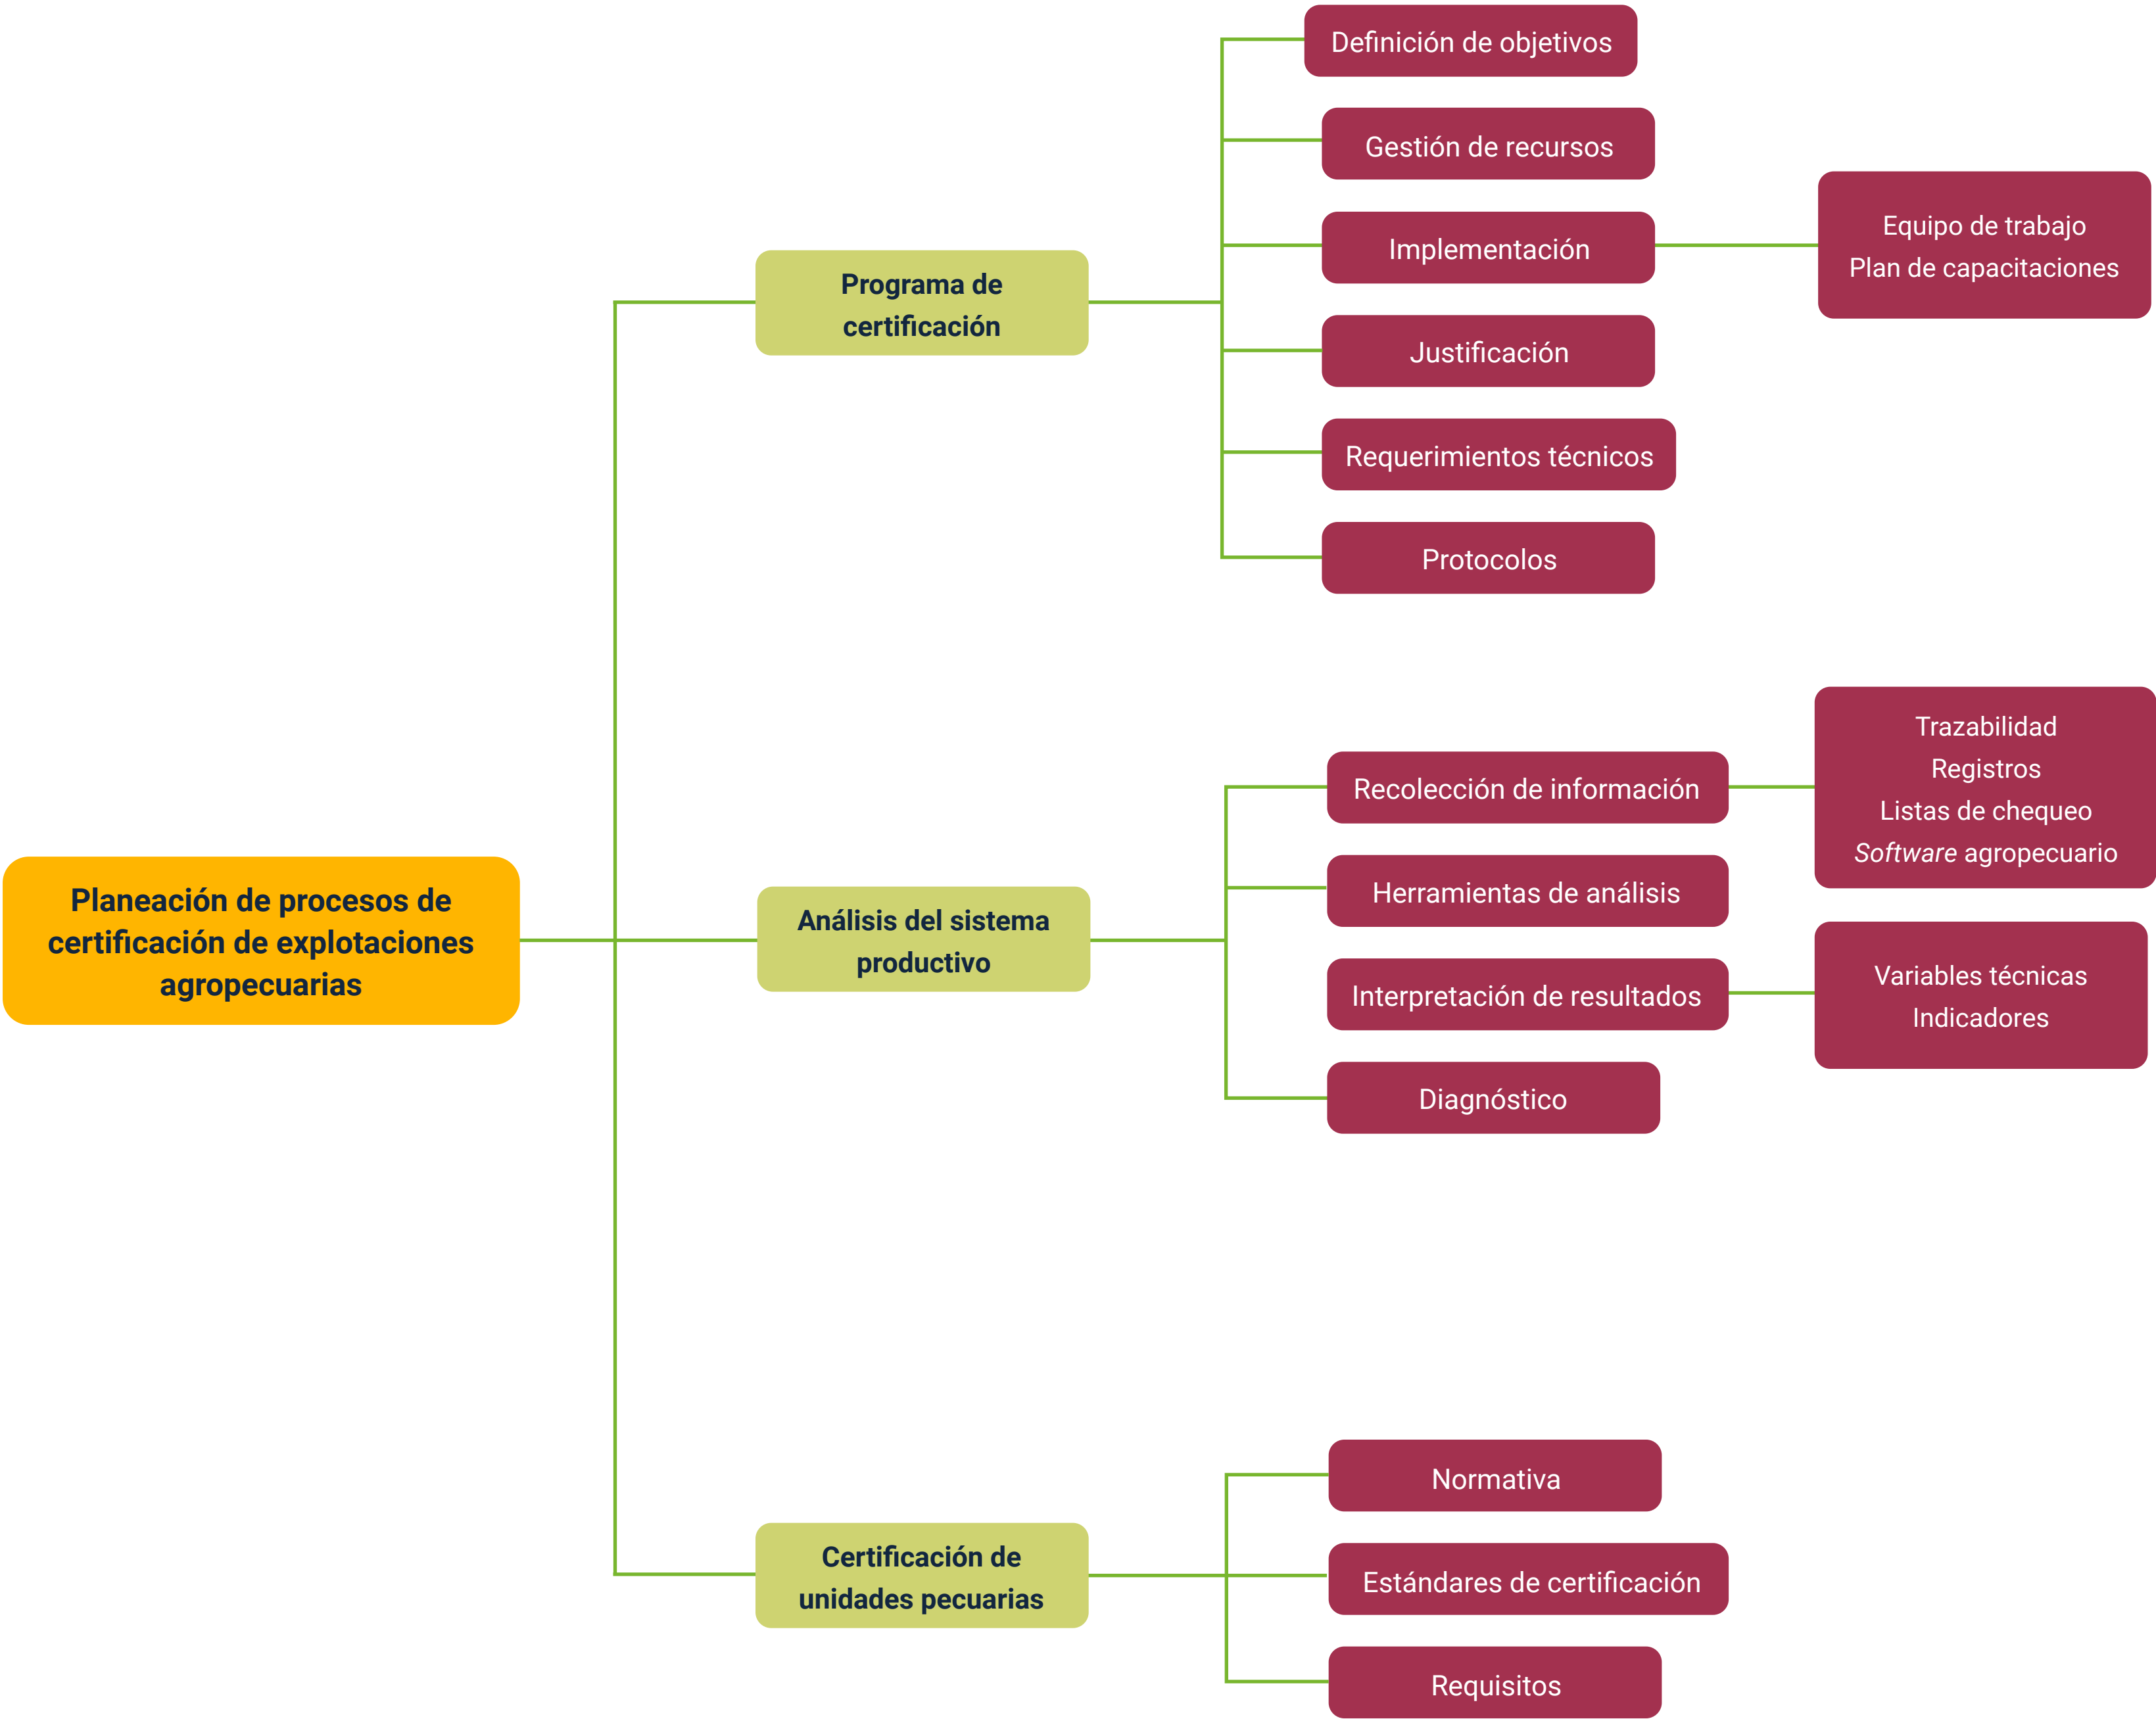 Planeación de procesos de
certificación de explotaciones
agropecuarias
Programa de
certificación
Definición de objetivos
Gestión de recursos
Implementación
Equipo de trabajo
Plan de capacitaciones
Justificación
Requerimientos técnicos
Protocolos
Análisis del sistema
productivo
Recolección de información
Trazabilidad
Registros
Listas de chequeo
Software agropecuario
Herramientas de análisis
Interpretación de resultados
Variables técnicas
Indicadores
Diagnóstico
Certificación de
unidades pecuarias
Normativa
Estándares de certificación
Requisitos